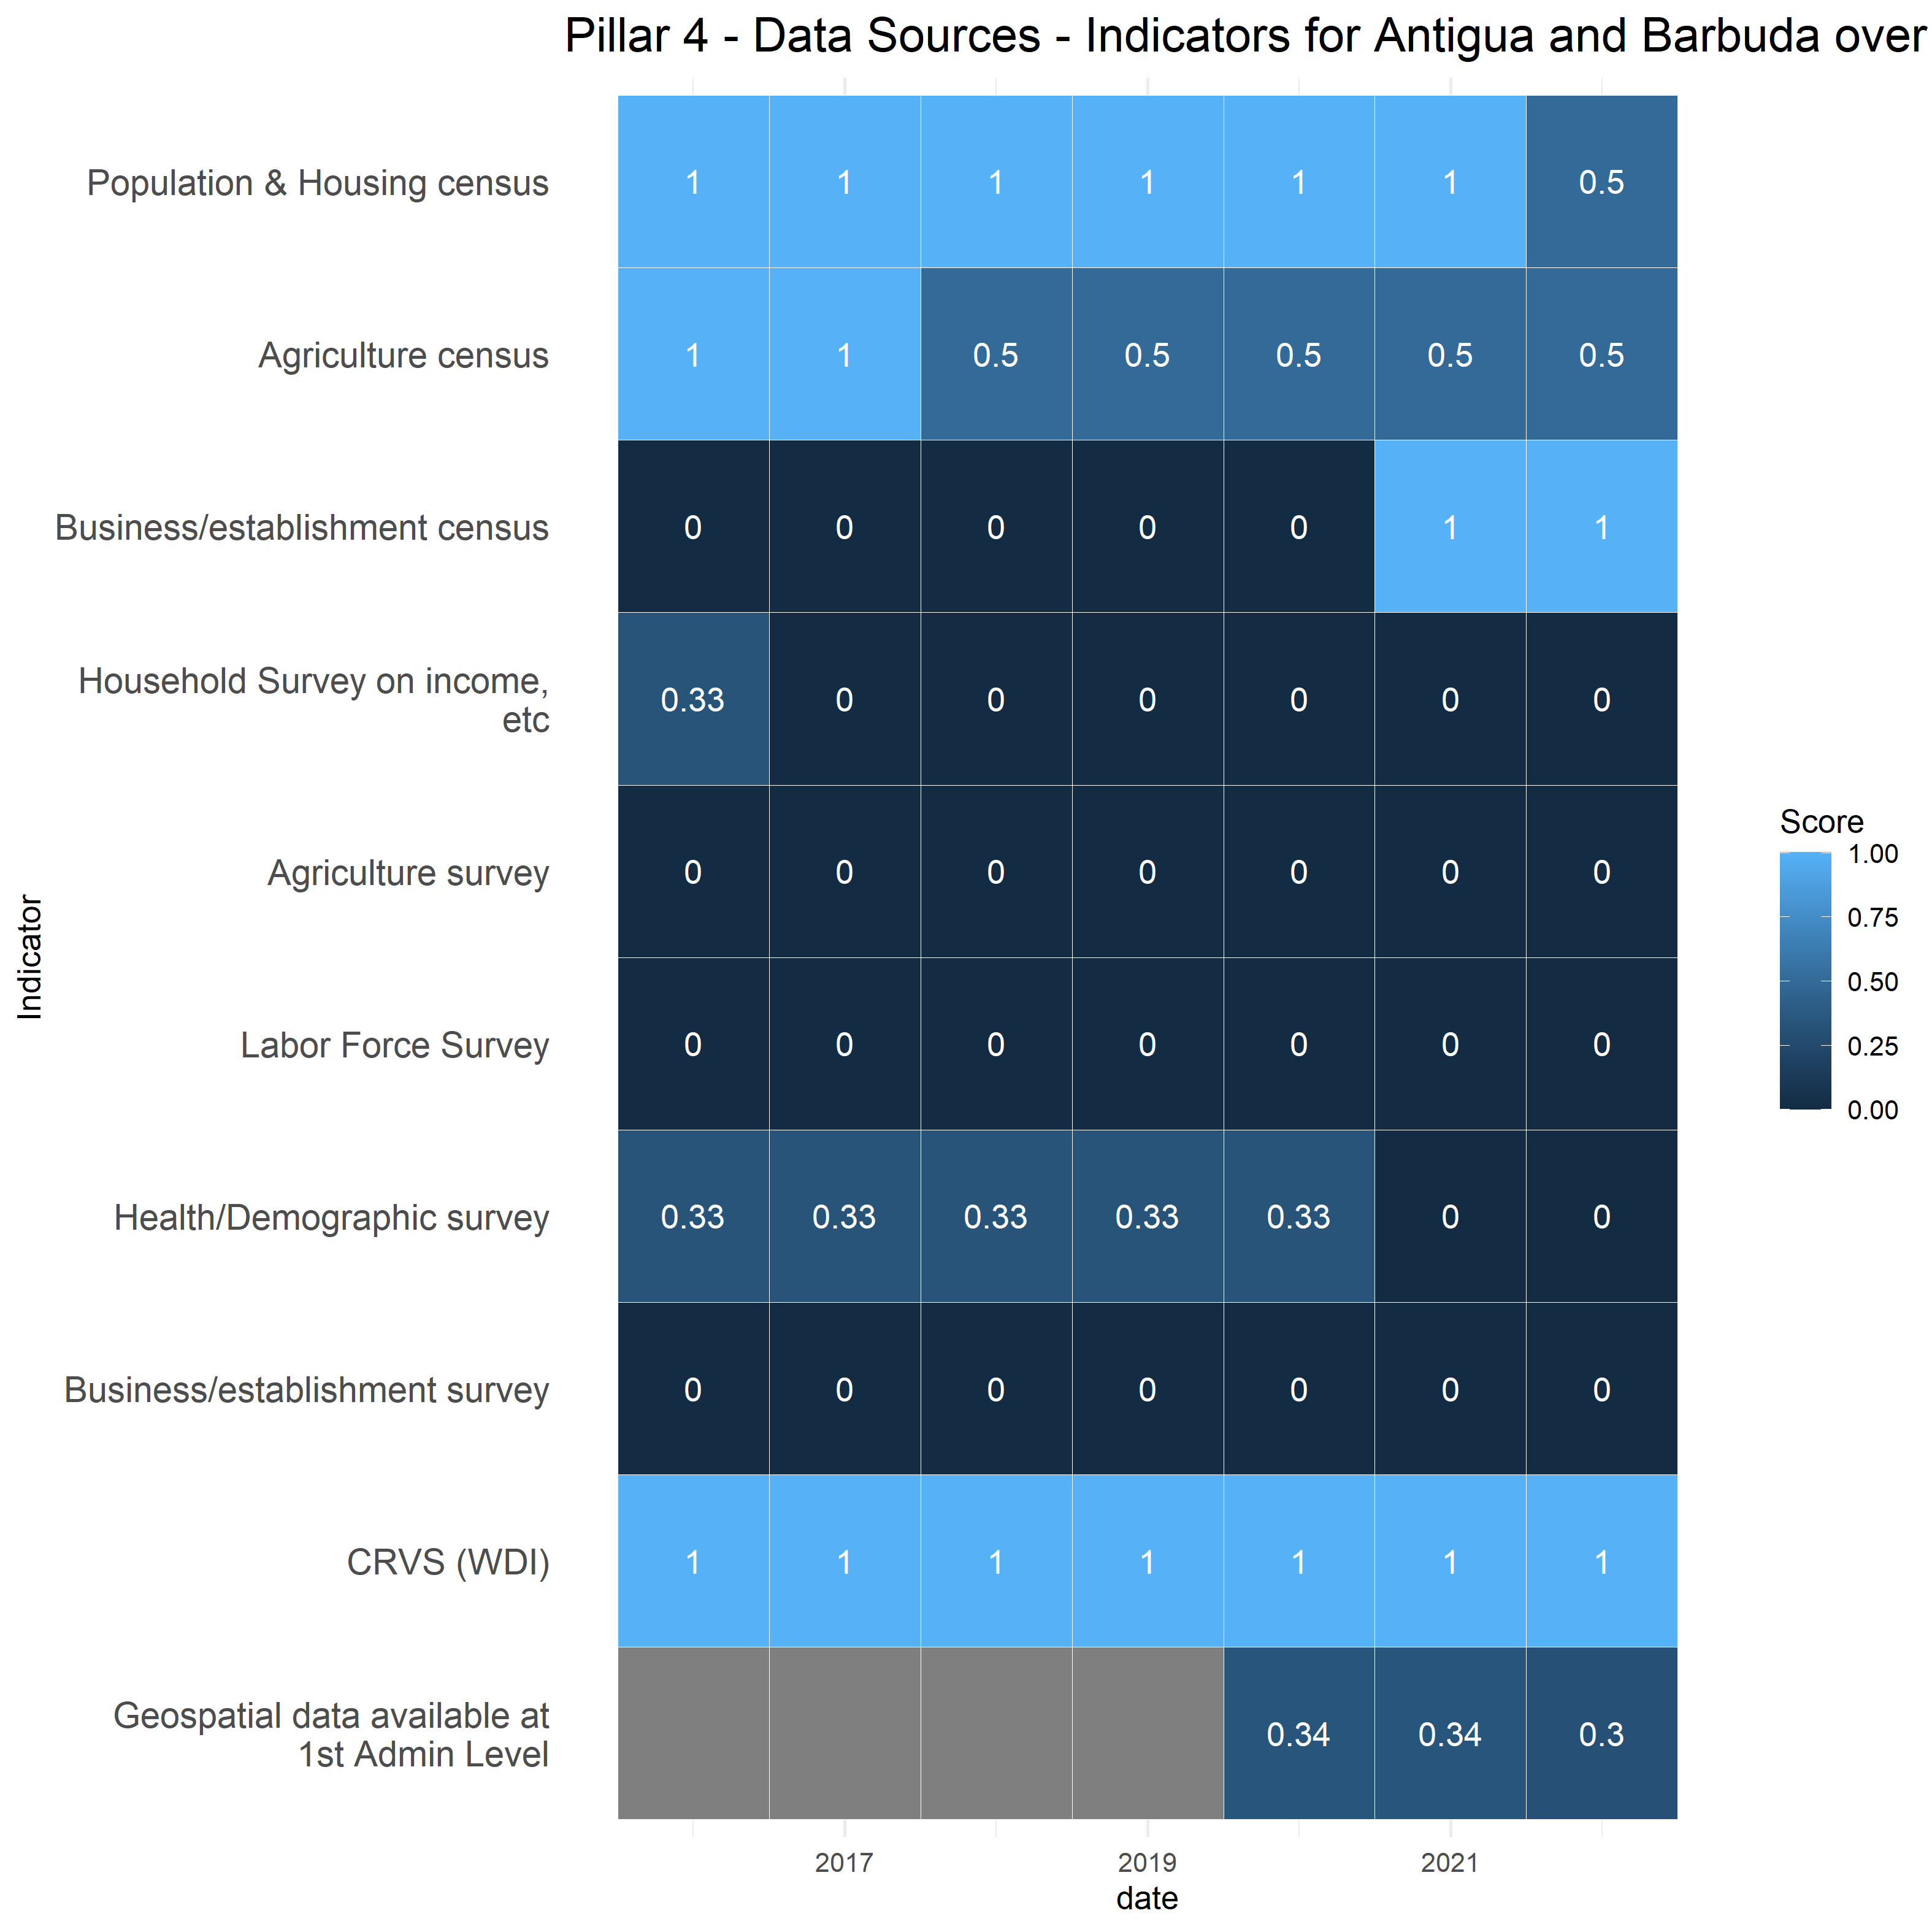 Pillar 4 - Data Sources - Indicators for Antigua and Barbuda over
Population & Housing census
1 1 1 1 1 1 0.5
Agriculture census
1 1 0.5 0.5 0.5 0.5 0.5
Business/establishment census
0 0 0 0 0 1 1
Household Survey on income,
etc
0.33 0 0 0 0 0 0
Agriculture survey
0 0 0 0 0 0 0
Labor Force Survey
0 0 0 0 0 0 0
Health/Demographic survey
0.33 0.33 0.33 0.33 0.33 0 0
Business/establishment survey
0 0 0 0 0 0 0
CRVS (WDI)
1 1 1 1 1 1 1
Geospatial data available at
1st Admin Level
0.34 0.34 0.3
2017 2019 2021
date
Indicator
Score
1.00
0.75
0.50
0.25
0.00